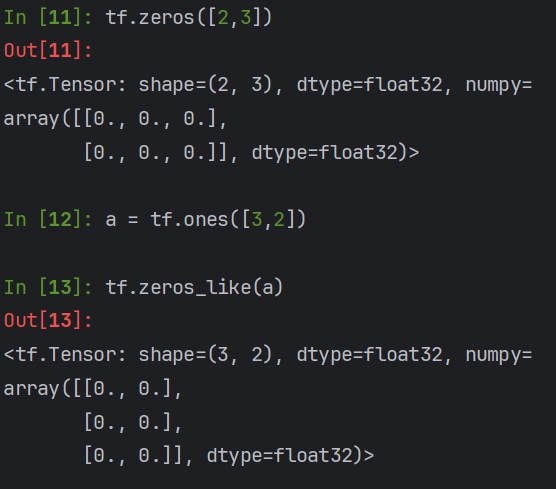 In [11]: tf.zeros([2,3])
Out[11]:
<tf.Tensor: shape=(2, 3), dtype=float32, numpy=
array([[0., 0., 0.],
       [0., 0., 0.]], dtype=float32)>
In [12]: a = tf.ones([3,2])
In [13]: tf.zeros_like(a)
Out[13]:
<tf.Tensor: shape=(3, 2), dtype=float32, numpy=
array([[0., 0.],
       [0., 0.],
       [0., 0.]], dtype=float32)>